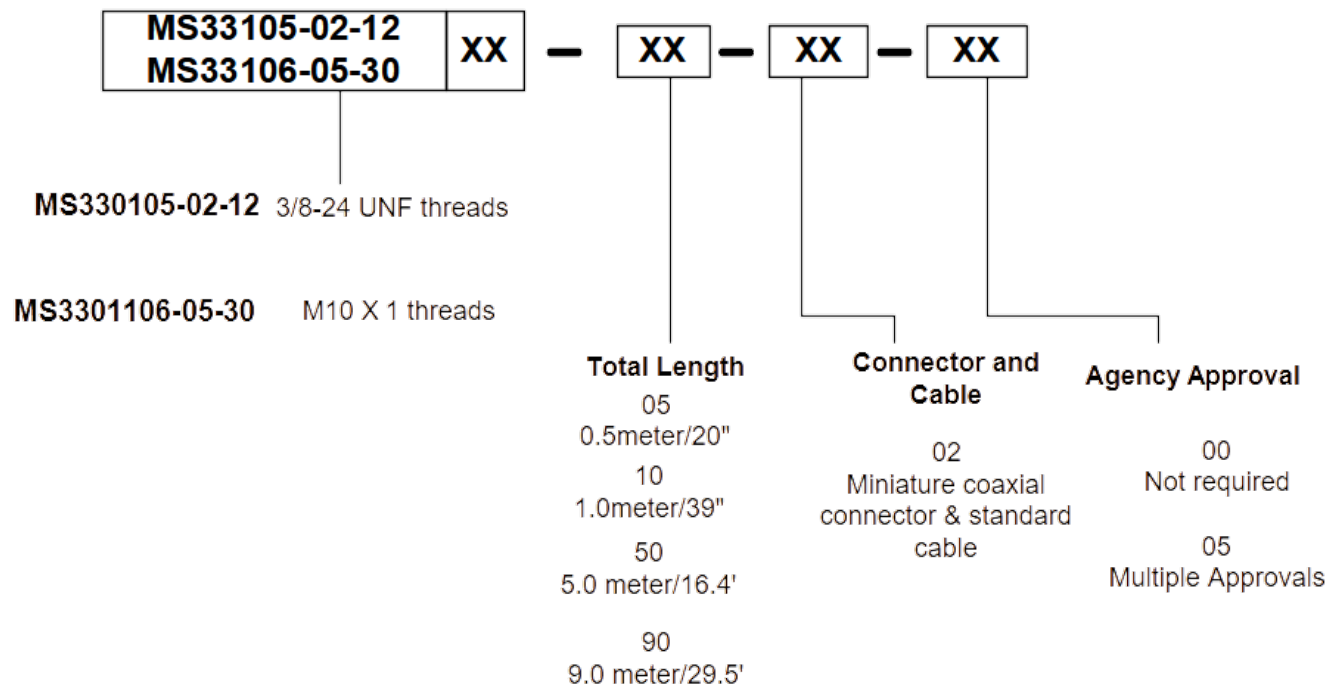 MS33105-02-12
MS33106-05-30
XX – XX – XX – XX
MS330105-02-12 3/8-24 UNF threads
MS3301106-05-30 M10 X 1 threads
Total Length
05
0.5meter/20"
10
1.0meter/39"
50
5.0 meter/16.4'
90
9.0 meter/29.5'
Connector and
Cable
02
Miniature coaxial
connector & standard
cable
Agency Approval
00
Not required
05
Multiple Approvals